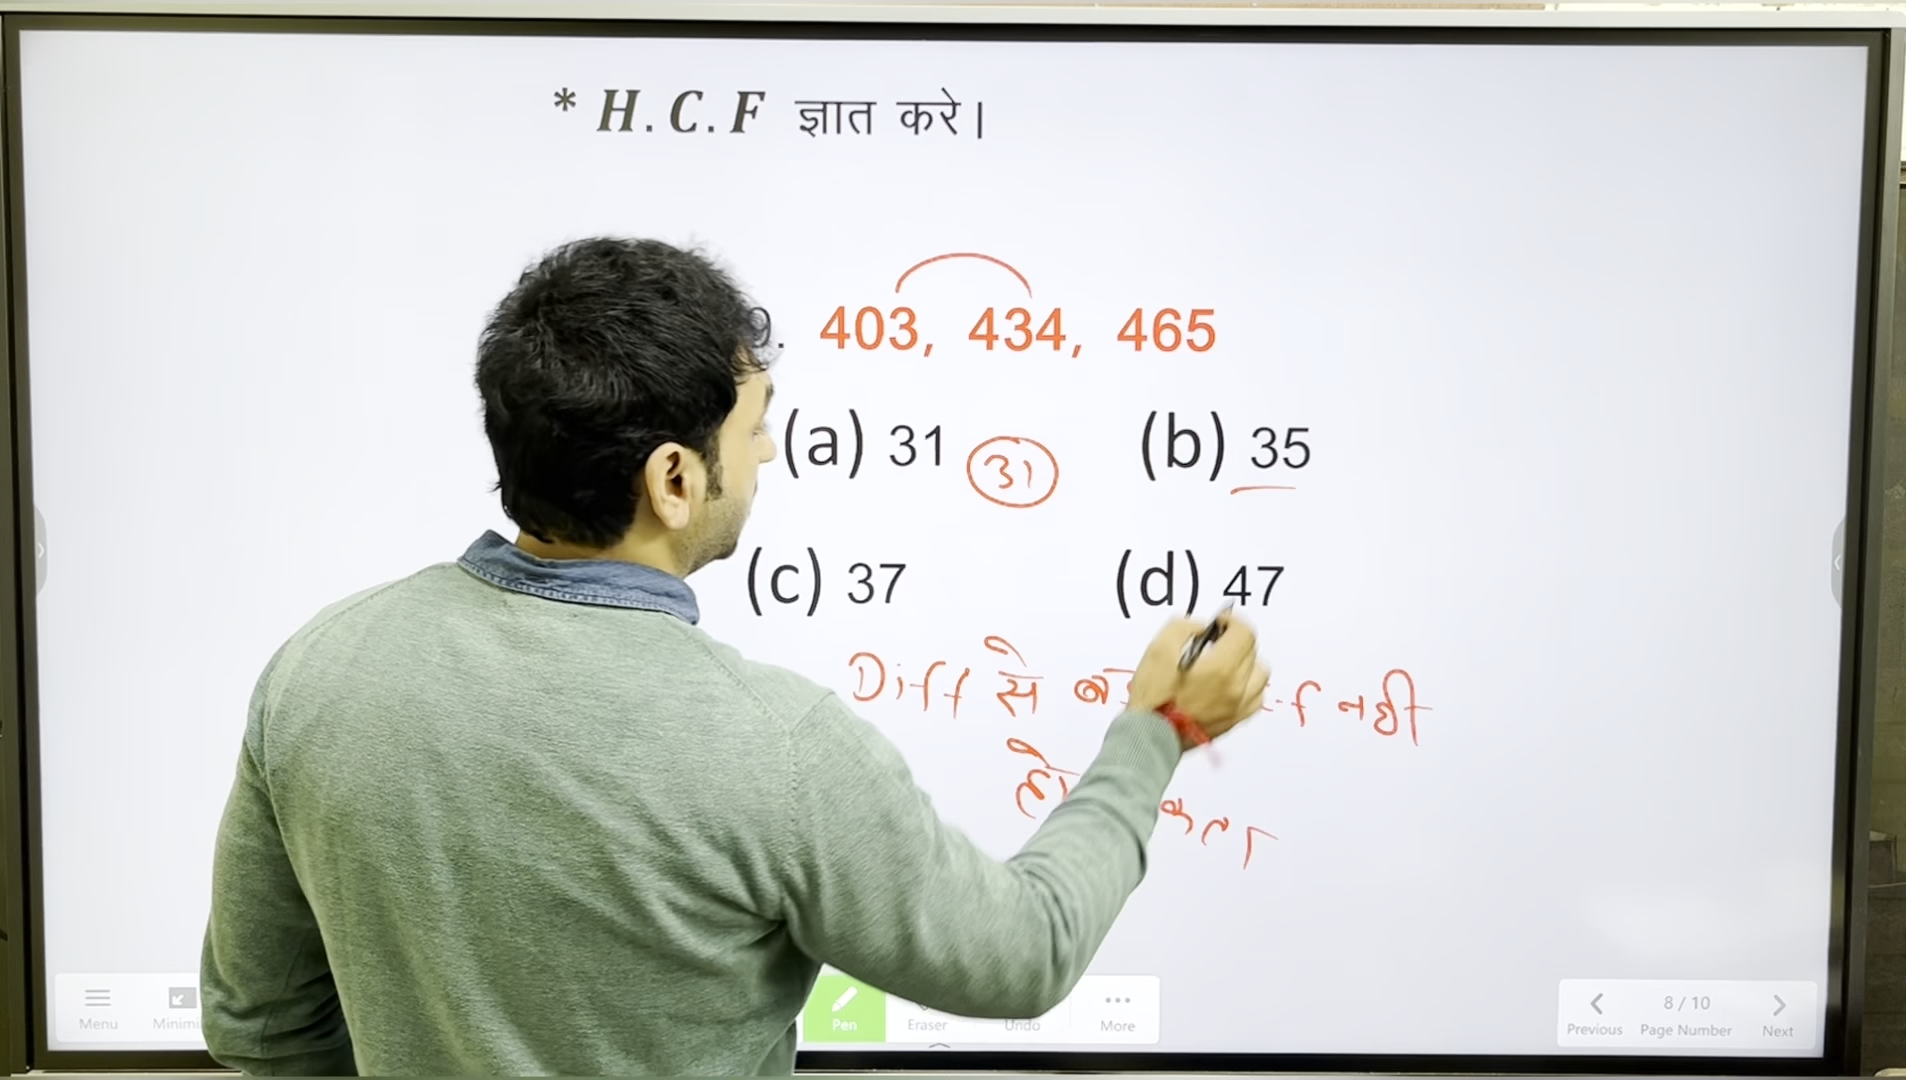 * H.C.F ज्ञात करे।
403, 434, 465
(a) 31 31 (b) 35
(c) 37 (d) 47
Diff से नही
Menu Pen Eraser Undo More
8 / 10
Previous Page Number Next